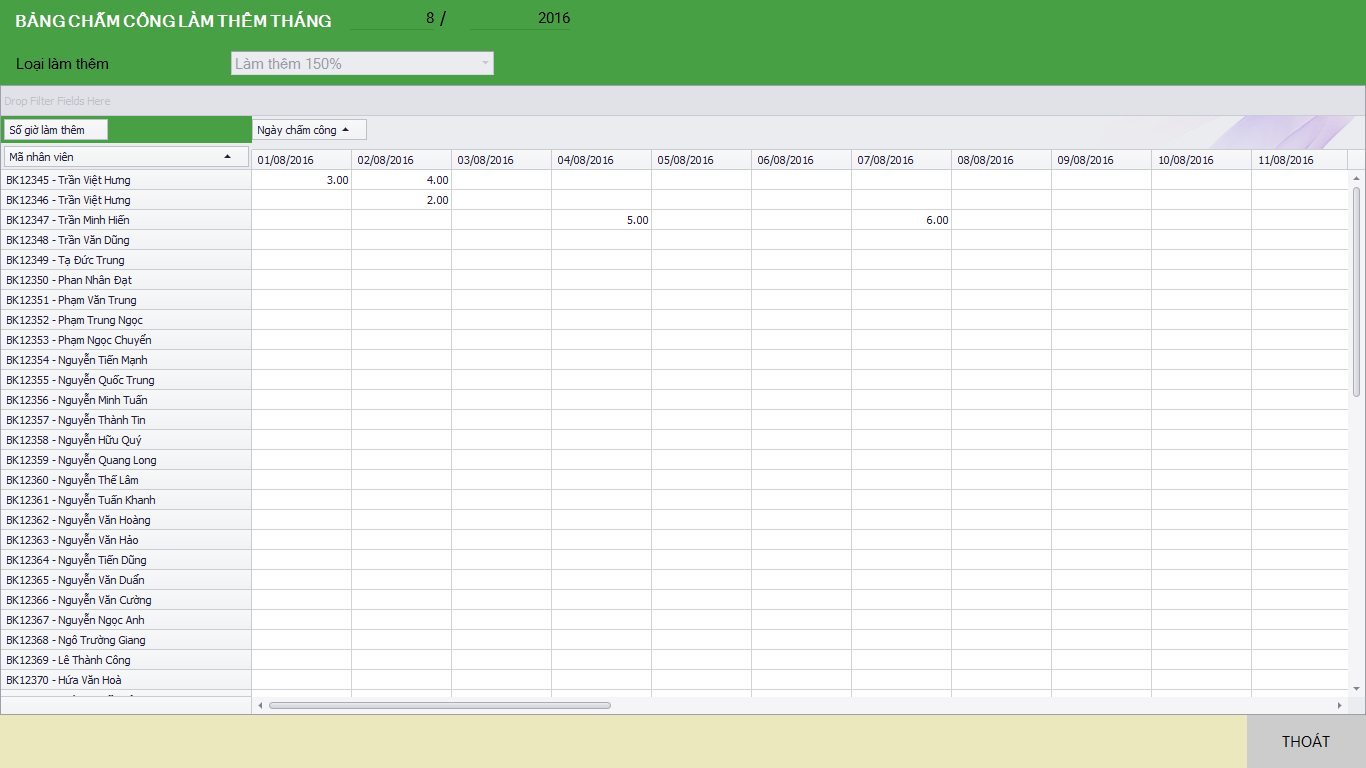 BẢNG CHẤM CÔNG LÀM THÊM THÁNG 8 / 2016
Loại làm thêm Làm thêm 150%
Drop Filter Fields Here
Số giờ làm thêm Ngày chấm công
Mã nhân viên 01/08/2016 02/08/2016 03/08/2016 04/08/2016 05/08/2016 06/08/2016 07/08/2016 08/08/2016 09/08/2016 10/08/2016 11/08/2016
BK12345 - Trần Việt Hưng 3.00 4.00
BK12346 - Trần Việt Hưng 2.00
BK12347 - Trần Minh Hiến 5.00 6.00
BK12348 - Trần Văn Dũng
BK12349 - Tạ Đức Trung
BK12350 - Phan Nhân Đạt
BK12351 - Phạm Văn Trung
BK12352 - Phạm Trung Ngọc
BK12353 - Phạm Ngọc Chuyển
BK12354 - Nguyễn Tiến Mạnh
BK12355 - Nguyễn Quốc Trung
BK12356 - Nguyễn Minh Tuấn
BK12357 - Nguyễn Thành Tin
BK12358 - Nguyễn Hữu Quý
BK12359 - Nguyễn Quang Long
BK12360 - Nguyễn Thế Lâm
BK12361 - Nguyễn Tuấn Khanh
BK12362 - Nguyễn Văn Hoàng
BK12363 - Nguyễn Văn Hảo
BK12364 - Nguyễn Tiến Dũng
BK12365 - Nguyễn Văn Duẩn
BK12366 - Nguyễn Văn Cường
BK12367 - Nguyễn Ngọc Anh
BK12368 - Ngô Trường Giang
BK12369 - Lê Thành Công
BK12370 - Hứa Văn Hoà
THOÁT